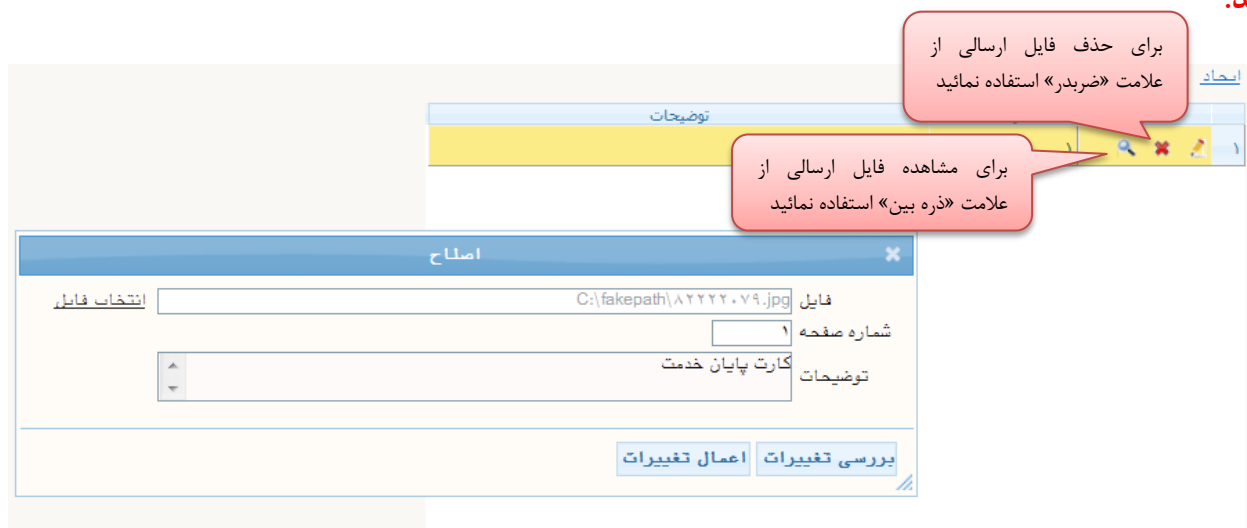 برای حذف فایل ارسالی از
علامت «ضربدر» استفاده نمائید
ایجاد
توضیحات
۱ ۱
برای مشاهده فایل ارسالی از
علامت «ذره بین» استفاده نمائید
اصلاح
فایل C:\fakepath\۸۲۲۲۲۰۷۹.jpg انتخاب فایل
شماره صفحه ۱
توضیحات کارت پایان خدمت
بررسی تغییرات اعمال تغییرات